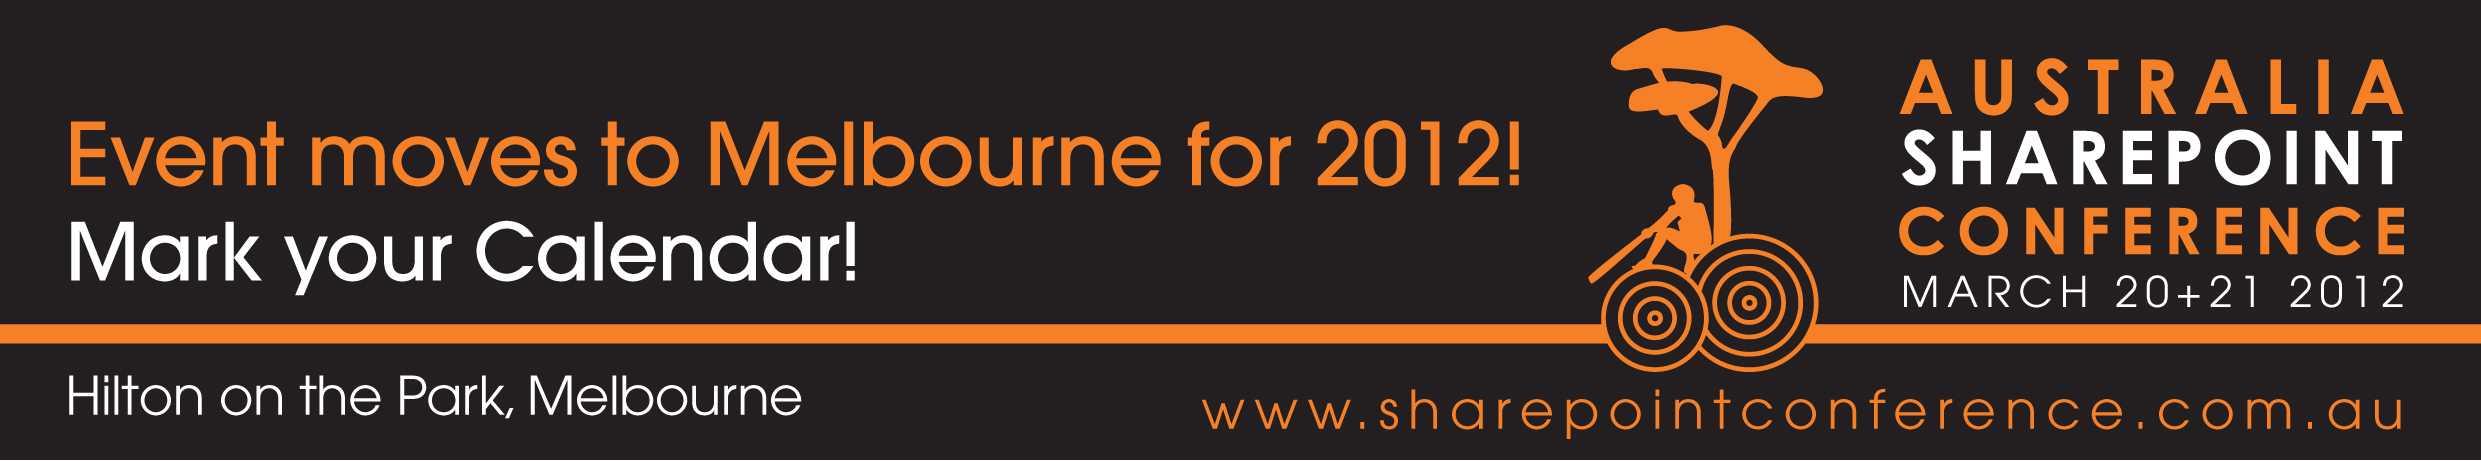 Event moves to Melbourne for 2012!
Mark your Calendar!
Hilton on the Park, Melbourne
AUSTRALIA
SHAREPOINT
CONFERENCE
MARCH 20+21 2012
www.sharepointconference.com.au